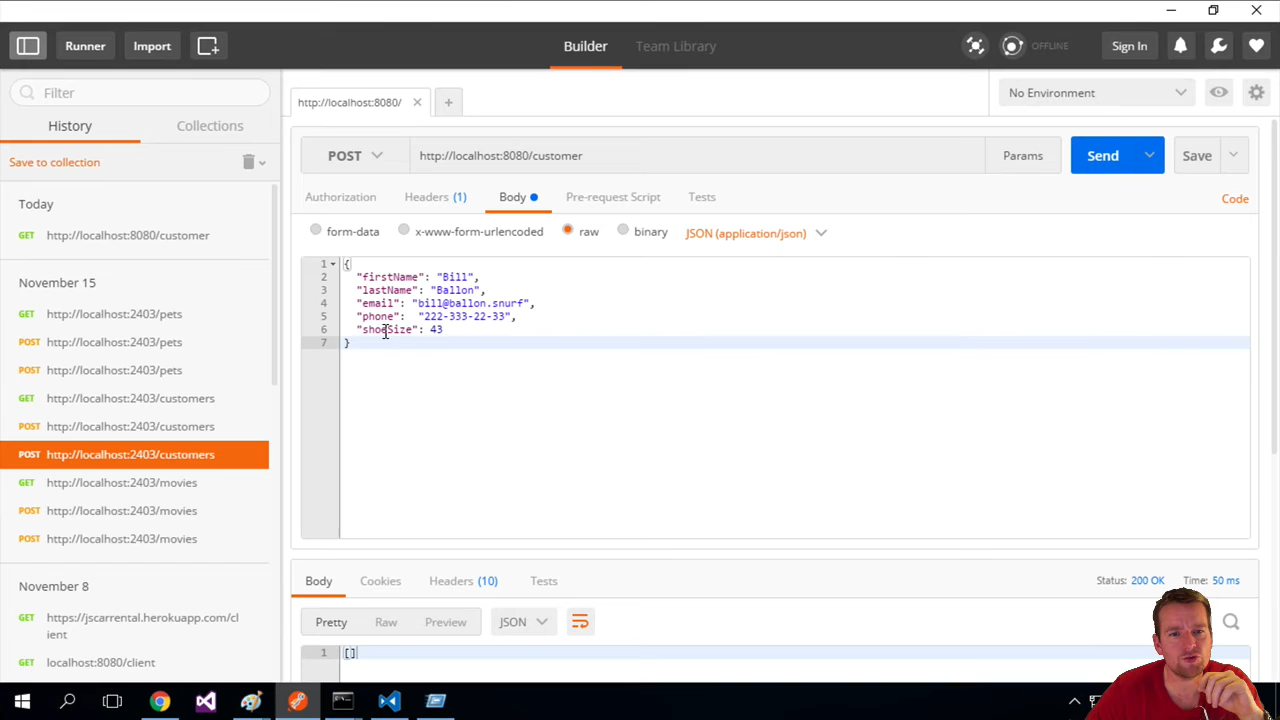 Runner
Import
Builder
Team Library
OFFLINE
Sign In
Filter
History
Collections
Save to collection
Today
GET http://localhost:8080/customer
November 15
GET http://localhost:2403/pets
POST http://localhost:2403/pets
POST http://localhost:2403/pets
GET http://localhost:2403/customers
POST http://localhost:2403/customers
POST http://localhost:2403/customers
GET http://localhost:2403/movies
POST http://localhost:2403/movies
POST http://localhost:2403/movies
November 8
GET https://jscarrental.herokuapp.com/cl
ient
GET localhost:8080/client
http://localhost:8080/
No Environment
POST http://localhost:8080/customer Params Send Save
Authorization Headers (1) Body Pre-request Script Tests Code
form-data x-www-form-urlencoded raw binary JSON (application/json)
1 {
2 "firstName": "Bill",
3 "lastName": "Ballon",
4 "email": "bill@ballon.snurf",
5 "phone":  "222-333-22-33",
6 "shoeSize": 43
7 }
Body Cookies Headers (10) Tests Status: 200 OK Time: 50 ms
Pretty Raw Preview JSON
1 []